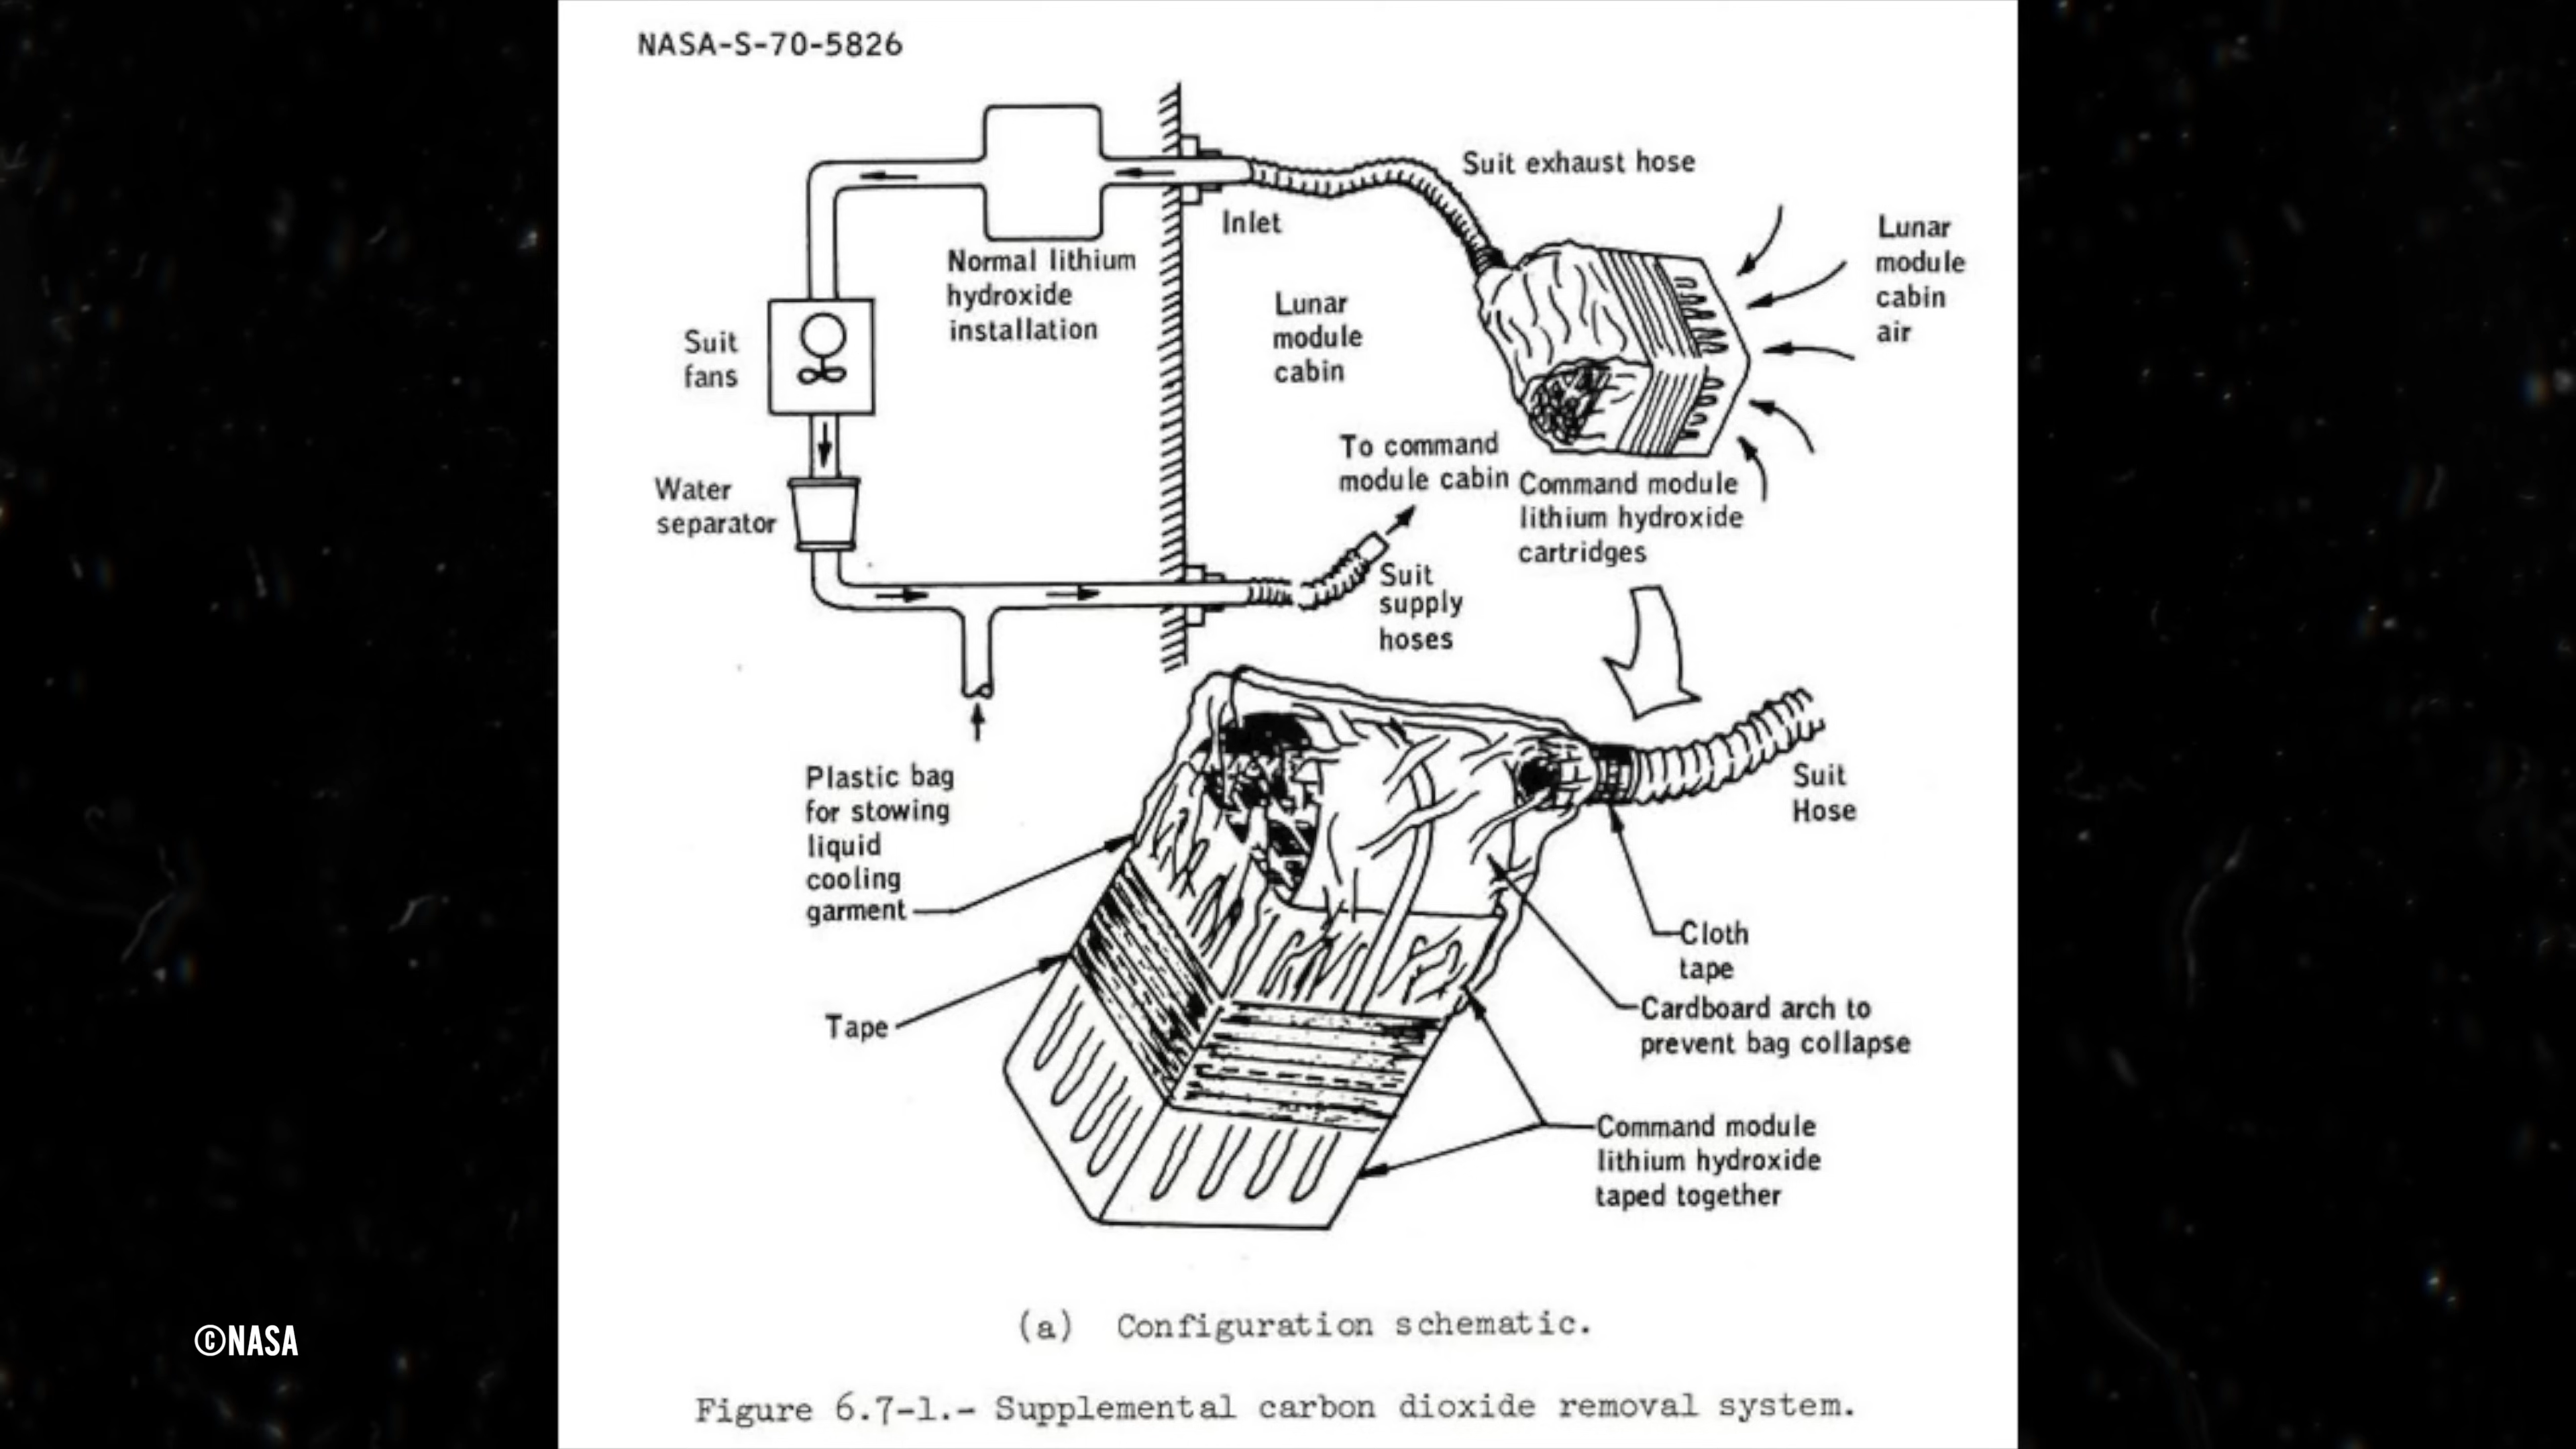 NASA-S-70-5826
Suit exhaust hose
Inlet
Lunar
module
cabin
air
Normal lithium
hydroxide
installation
Lunar
module
cabin
Suit
fans
To command
module cabin
Command module
lithium hydroxide
cartridges
Water
separator
Suit
supply
hoses
Plastic bag
for stowing
liquid
cooling
garment
Suit
Hose
Cloth
tape
Cardboard arch to
prevent bag collapse
Tape
Command module
lithium hydroxide
taped together
(a) Configuration schematic.
©NASA
Figure 6.7-1.- Supplemental carbon dioxide removal system.